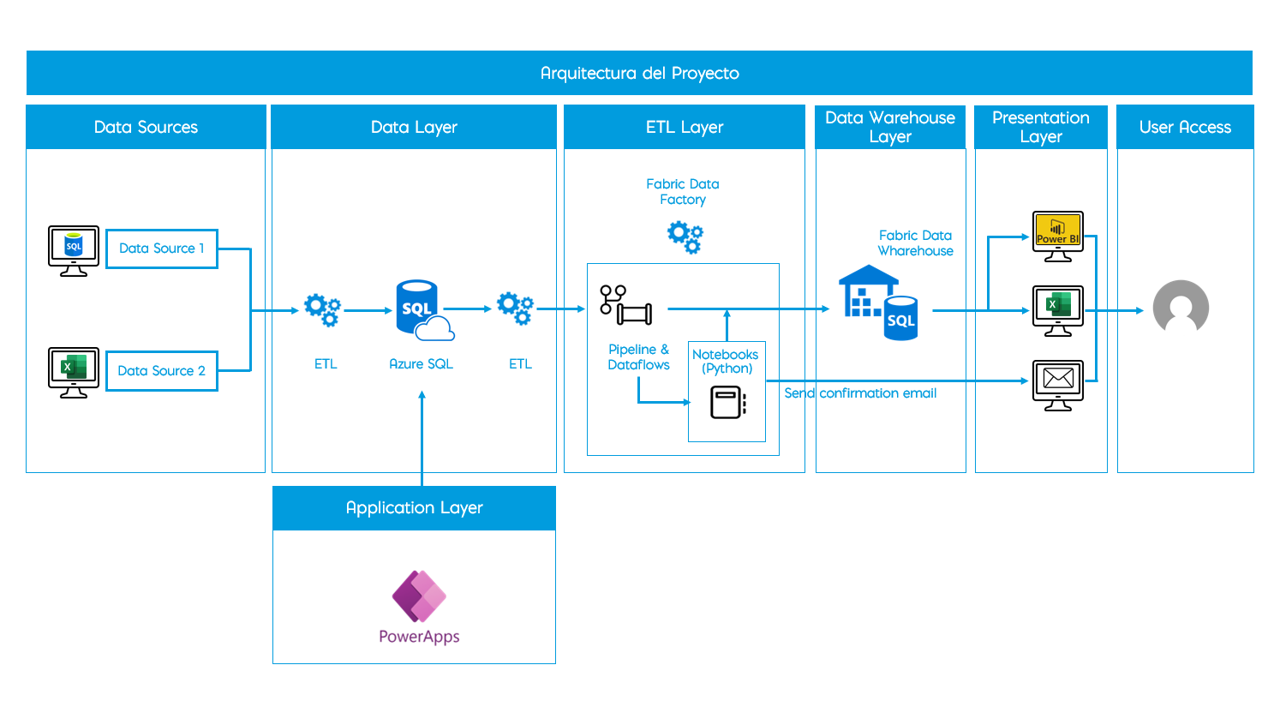 Arquitectura del Proyecto
Data Sources
Data Layer
ETL Layer
Data Warehouse
Layer
Presentation
Layer
User Access
SQL
Data Source 1
X
Data Source 2
ETL
SQL
Azure SQL
ETL
Fabric Data
Factory
Pipeline &
Dataflows
Notebooks
(Python)
Send confirmation email
Fabric Data
Wharehouse
SQL
Power BI
X
Application Layer
PowerApps